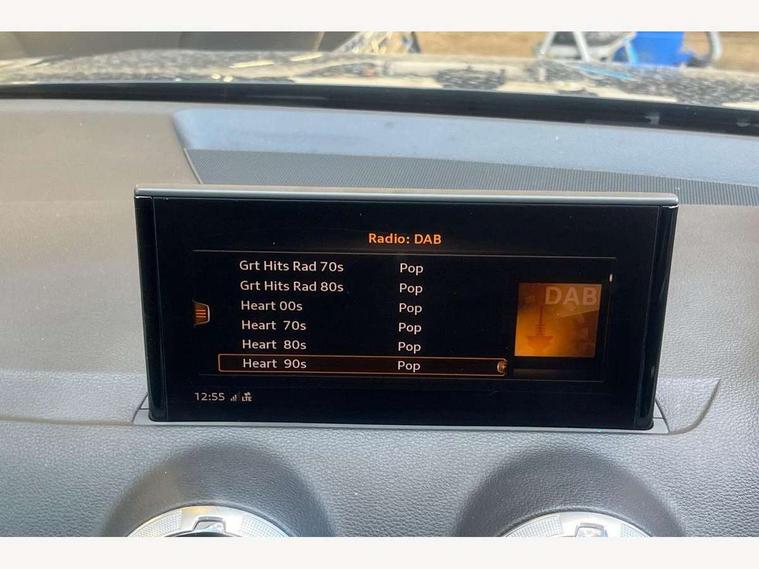 Radio: DAB
Grt Hits Rad 70s Pop
Grt Hits Rad 80s Pop
Heart 00s Pop
Heart 70s Pop
Heart 80s Pop
Heart 90s Pop
DAB
12:55 LTE